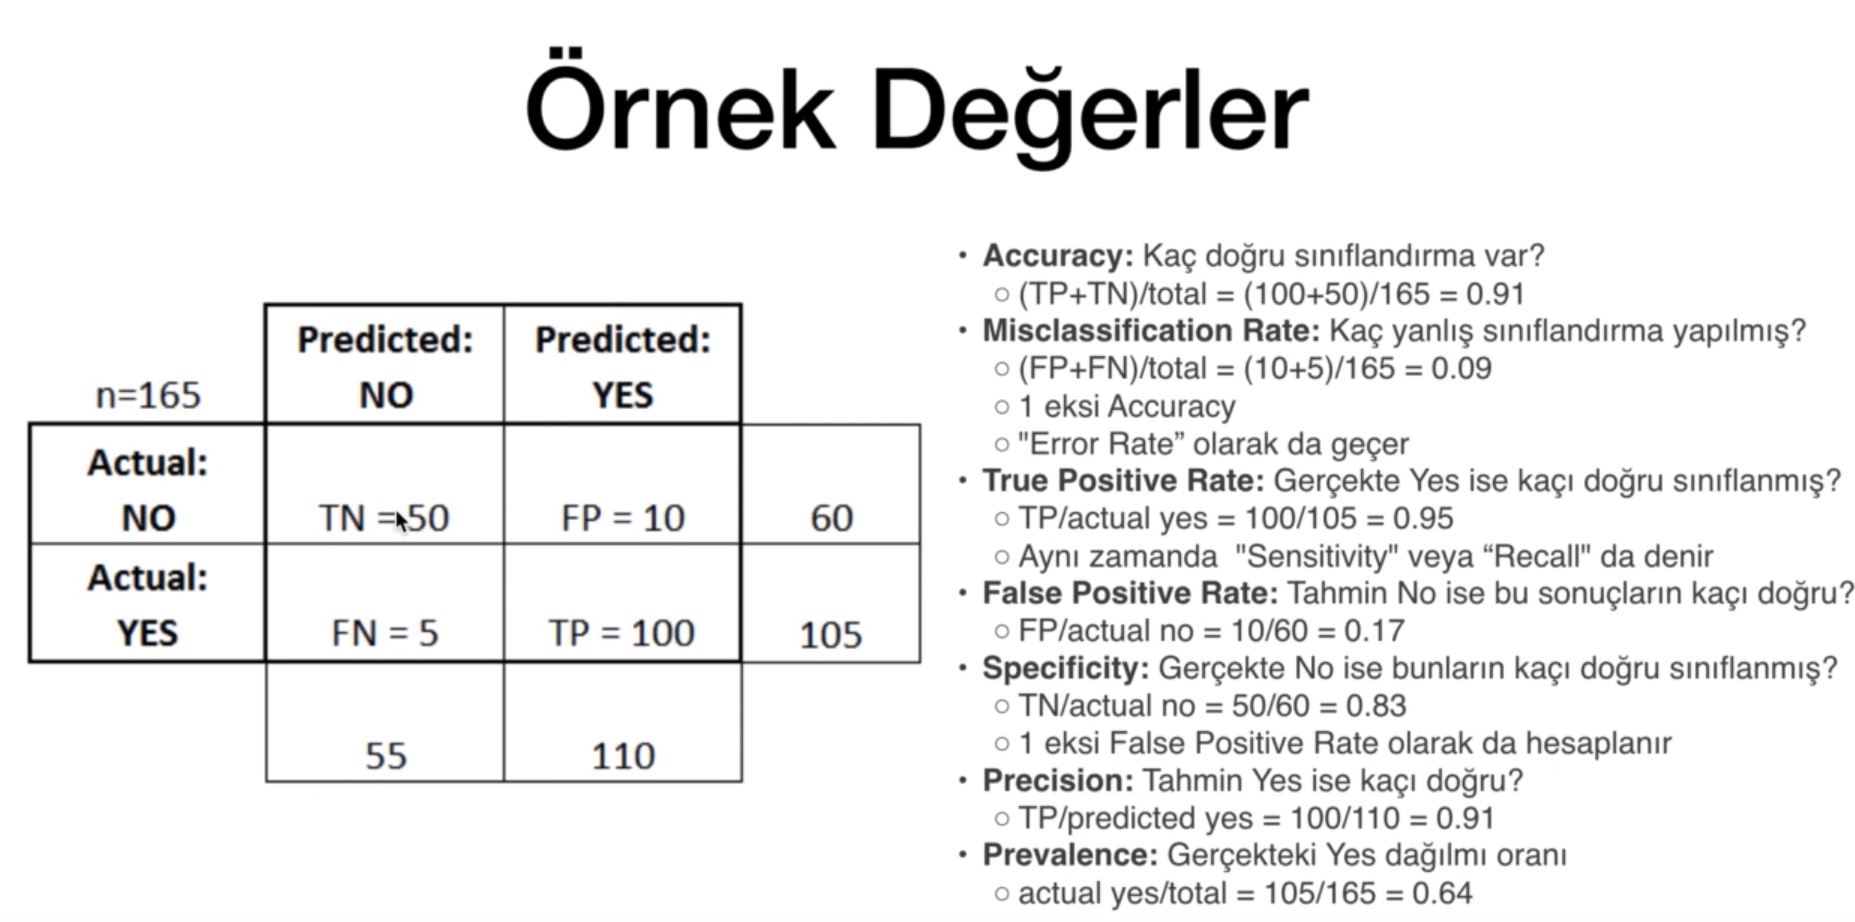 Örnek Değerler
Predicted: Predicted:
n=165 NO YES
Actual:
NO TN = 50 FP = 10 60
Actual:
YES FN = 5 TP = 100 105
55 110
• Accuracy: Kaç doğru sınıflandırma var?
○ (TP+TN)/total = (100+50)/165 = 0.91
• Misclassification Rate: Kaç yanlış sınıflandırma yapılmış?
○ (FP+FN)/total = (10+5)/165 = 0.09
○ 1 eksi Accuracy
○ "Error Rate” olarak da geçer
• True Positive Rate: Gerçekte Yes ise kaçı doğru sınıflanmış?
○ TP/actual yes = 100/105 = 0.95
○ Aynı zamanda "Sensitivity" veya “Recall" da denir
• False Positive Rate: Tahmin No ise bu sonuçların kaçı doğru?
○ FP/actual no = 10/60 = 0.17
• Specificity: Gerçekte No ise bunların kaçı doğru sınıflanmış?
○ TN/actual no = 50/60 = 0.83
○ 1 eksi False Positive Rate olarak da hesaplanır
• Precision: Tahmin Yes ise kaçı doğru?
○ TP/predicted yes = 100/110 = 0.91
• Prevalence: Gerçekteki Yes dağılmı oranı
○ actual yes/total = 105/165 = 0.64